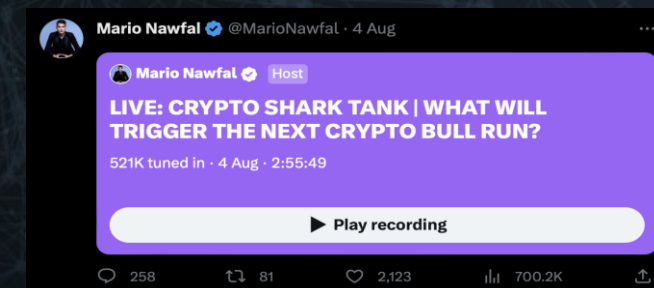 Mario Nawfal @MarioNawfal · 4 Aug
Mario Nawfal Host
LIVE: CRYPTO SHARK TANK | WHAT WILL
TRIGGER THE NEXT CRYPTO BULL RUN?
521K tuned in · 4 Aug · 2:55:49
Play recording
258 81 2,123 700.2K